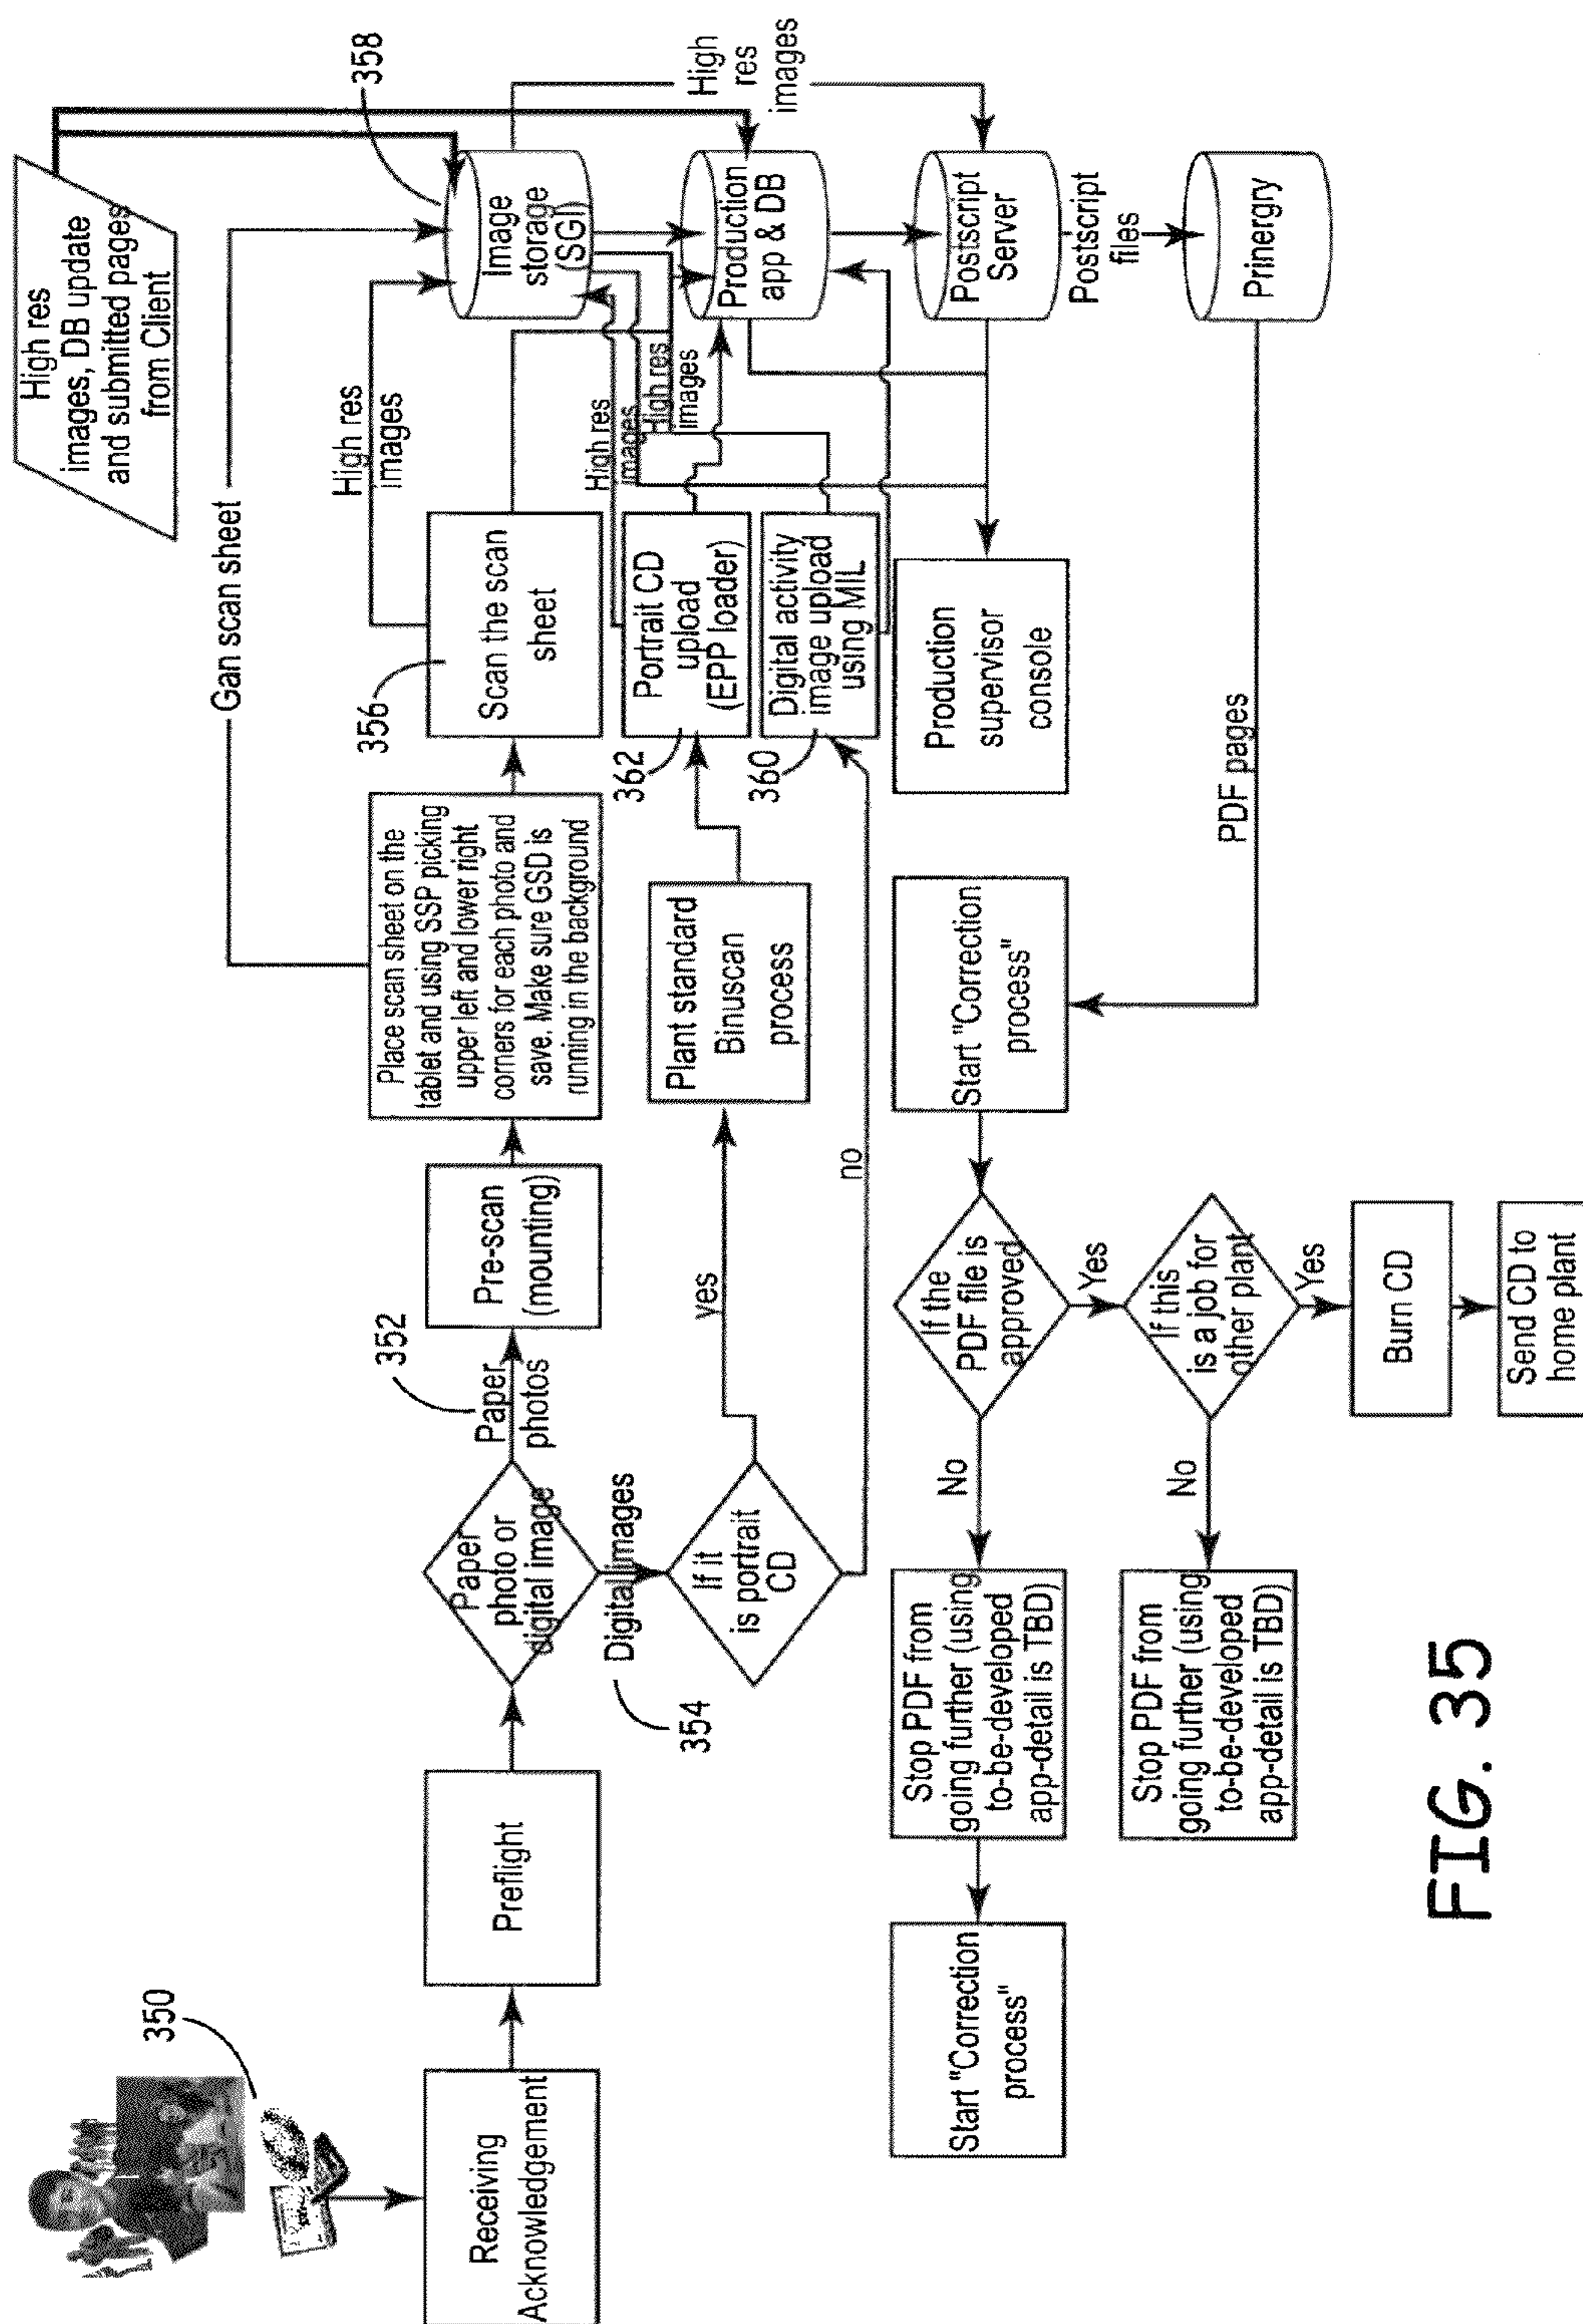 High res
images, DB update
and submitted pages
from Client
350
Receiving
Acknowledgement
Preflight
Paper
photo or
digital image
352
Paper
photos
Pre-scan
(mounting)
Place scan sheet on the
tablet and using SSP picking
upper left and lower right
corners for each photo and
save. Make sure GSD is
running in the background
Gan scan sheet
356
Scan the scan
sheet
High res
images
358
Image
storage
(SGI)
High
res
images
354
Digital images
If it
is portrait
CD
yes
Plant standard
Binuscan
process
362
Portrait CD
upload
(EPP loader)
High res
images
High res
images
Production
app & DB
no
360
Digital activity
image upload
using MIL
Production
supervisor
console
Postscript
Server
Postscript
files
Prinergny
PDF pages
Start "Correction
process"
If the
PDF file is
approved
No
Stop PDF from
going further (using
to-be-developed
app-detail is TBD)
Start "Correction
process"
Yes
If this
is a job for
other plant
No
Stop PDF from
going further (using
to-be-developed
app-detail is TBD)
Yes
Burn CD
Send CD to
home plant
FIG. 35